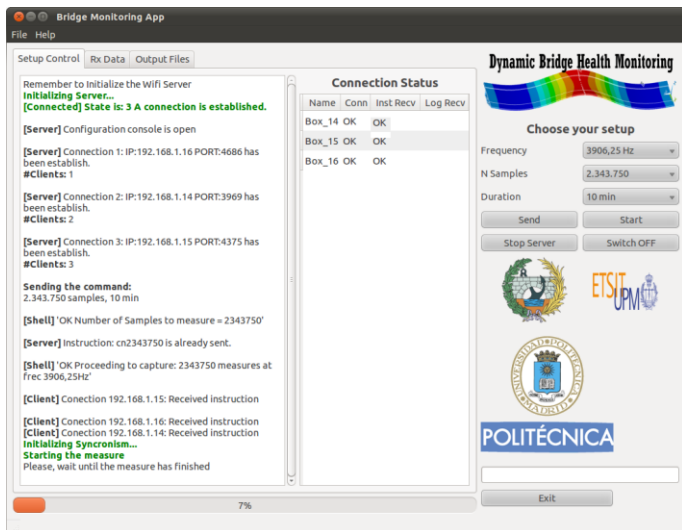 Bridge Monitoring App
File Help
Setup Control Rx Data Output Files
Remember to Initialize the Wifi Server
Initializing Server...
[Connected] State is: 3 A connection is established.
[Server] Configuration console is open
[Server] Connection 1: IP:192.168.1.16 PORT:4686 has
been establish.
#Clients: 1
[Server] Connection 2: IP:192.168.1.14 PORT:3969 has
been establish.
#Clients: 2
[Server] Connection 3: IP:192.168.1.15 PORT:4375 has
been establish.
#Clients: 3
Sending the command:
2.343.750 samples, 10 min
[Shell] 'OK Number of Samples to measure = 2343750'
[Server] Instruction: cn2343750 is already sent.
[Shell] 'OK Proceeding to capture: 2343750 measures at
frec 3906,25Hz'
[Client] Conection 192.168.1.15: Received instruction
[Client] Conection 192.168.1.16: Received instruction
[Client] Conection 192.168.1.14: Received instruction
Initializing Syncronism...
Starting the measure
Please, wait until the measure has finished
7%
Connection Status
Name Conn Inst Recv Log Recv
Box_14 OK OK
Box_15 OK OK
Box_16 OK OK
Dynamic Bridge Health Monitoring
Choose your setup
Frequency 3906,25 Hz
N Samples 2.343.750
Duration 10 min
Send Start
Stop Server Switch OFF
R
ETSIT
UPM
UNIVERSIDAD POLITÉCNICA
MADRID
POLITÉCNICA
Exit